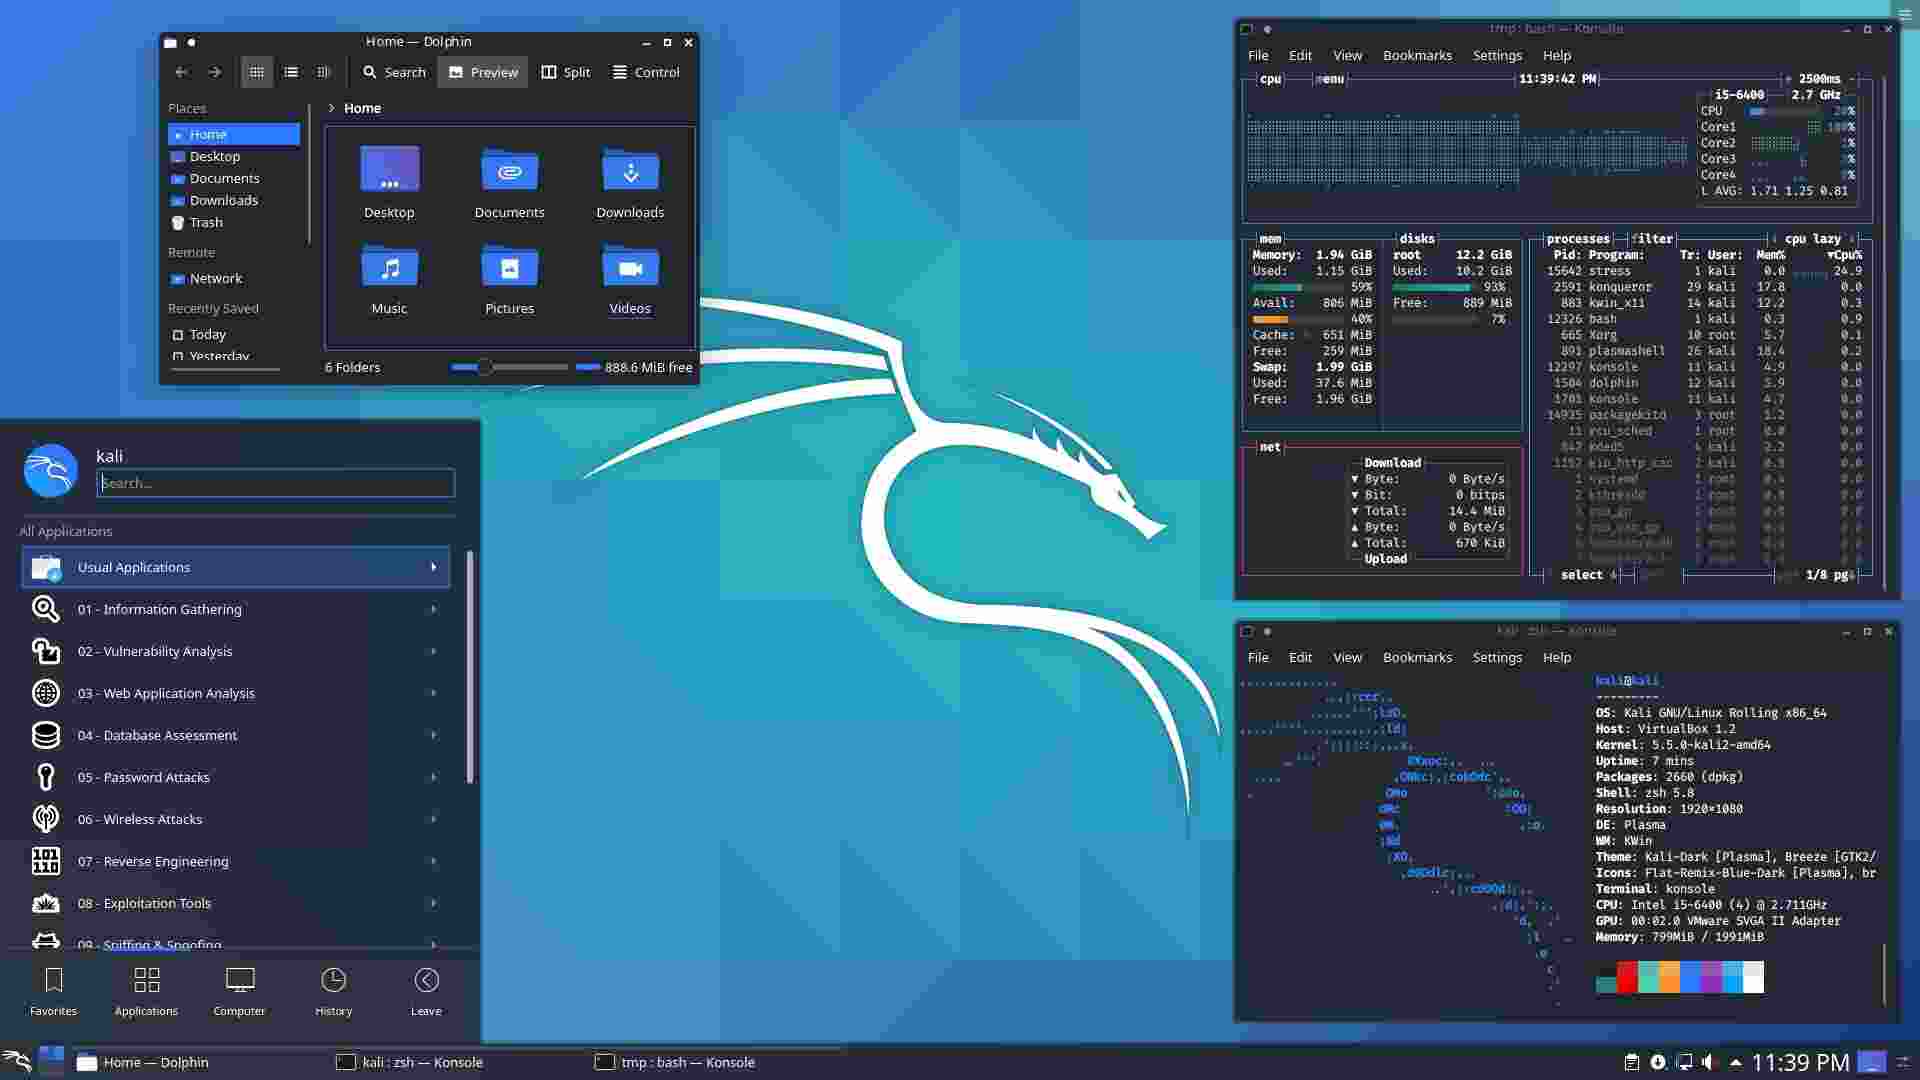 Home — Dolphin
Search Preview Split Control
Places
Home
Desktop
Documents
Downloads
Trash
Remote
Network
Recently Saved
Today
Yesterday
> Home
Desktop Documents Downloads
Music Pictures Videos
6 Folders 888.6 MiB free
kali
Search...
All Applications
Usual Applications
01 - Information Gathering
02 - Vulnerability Analysis
03 - Web Application Analysis
04 - Database Assessment
05 - Password Attacks
06 - Wireless Attacks
07 - Reverse Engineering
08 - Exploitation Tools
09 - Sniffing & Spoofing
Favorites Applications Computer History Leave
tmp : bash — Konsole
File Edit View Bookmarks Settings Help
cpu menu 11:39:42 PM + 2500ms -
i5-6400 2.7 GHz
CPU
Core1
Core2
Core3
Core4
L AVG: 1.71 1.25 0.81
mem
Memory: 1.94 GiB
Used: 1.15 GiB
59%
Avail: 806 MiB
40%
Cache: 651 MiB
Free: 259 MiB
Swap: 1.99 GiB
Used: 37.6 MiB
Free: 1.96 GiB
disks
root 12.2 GiB
Used: 10.2 GiB
93%
Free: 889 MiB
7%
net
Download
▼ Byte: 0 Byte/s
▼ Bit: 0 bitps
▼ Total: 14.4 MiB
▲ Byte: 0 Byte/s
▲ Total: 670 KiB
Upload
processes filter cpu lazy
Pid: Program: Tr: User: Mem% ▼Cpu%
15642 stress 1 kali 0.0 24.9
2591 konqueror 29 kali 17.8 0.0
883 kwin_x11 14 kali 12.2 0.3
12326 bash 1 kali 0.3 0.9
665 Xorg 10 root 5.7 0.1
891 plasmashell 26 kali 18.4 0.2
12297 konsole 11 kali 4.9 0.0
1504 dolphin 12 kali 5.9 0.0
1701 konsole 11 kali 4.7 0.0
14935 packagekitd 3 root 1.2 0.0
11 rcu_sched 1 root 0.0 0.0
847 kded5 4 kali 2.2 0.0
1152 kio_http_cac 2 kali 0.0
1 systemd 1 root 0.0
2 kthreadd 1 root
select 1/8 pg
kali : zsh — Konsole
File Edit View Bookmarks Settings Help
kali@kali
---------
OS: Kali GNU/Linux Rolling x86_64
Host: VirtualBox 1.2
Kernel: 5.5.0-kali2-amd64
Uptime: 7 mins
Packages: 2660 (dpkg)
Shell: zsh 5.8
Resolution: 1920x1080
DE: Plasma
WM: KWin
Theme: Kali-Dark [Plasma], Breeze [GTK2/
Icons: Flat-Remix-Blue-Dark [Plasma], br
Terminal: konsole
CPU: Intel i5-6400 (4) @ 2.711GHz
GPU: 00:02.0 VMware SVGA II Adapter
Memory: 799MiB / 1991MiB
Home — Dolphin kali : zsh — Konsole tmp : bash — Konsole 11:39 PM